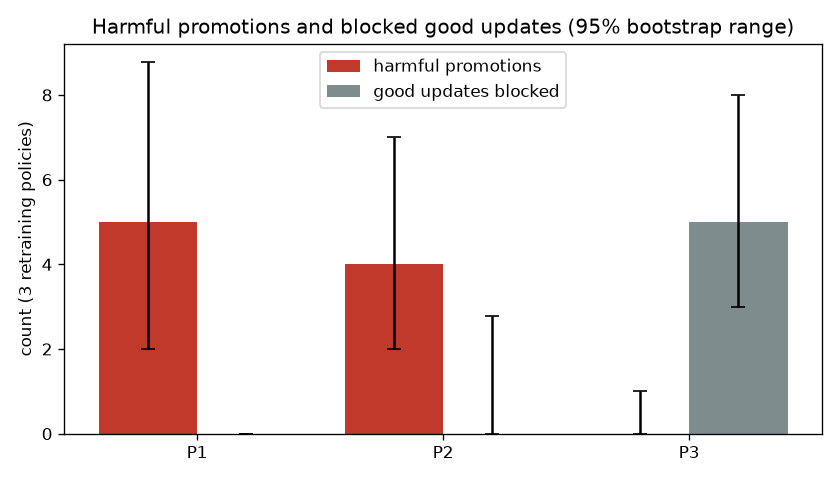 Harmful promotions and blocked good updates (95% bootstrap range)
harmful promotions
good updates blocked
count (3 retraining policies)
8
6
4
2
0
P1 P2 P3